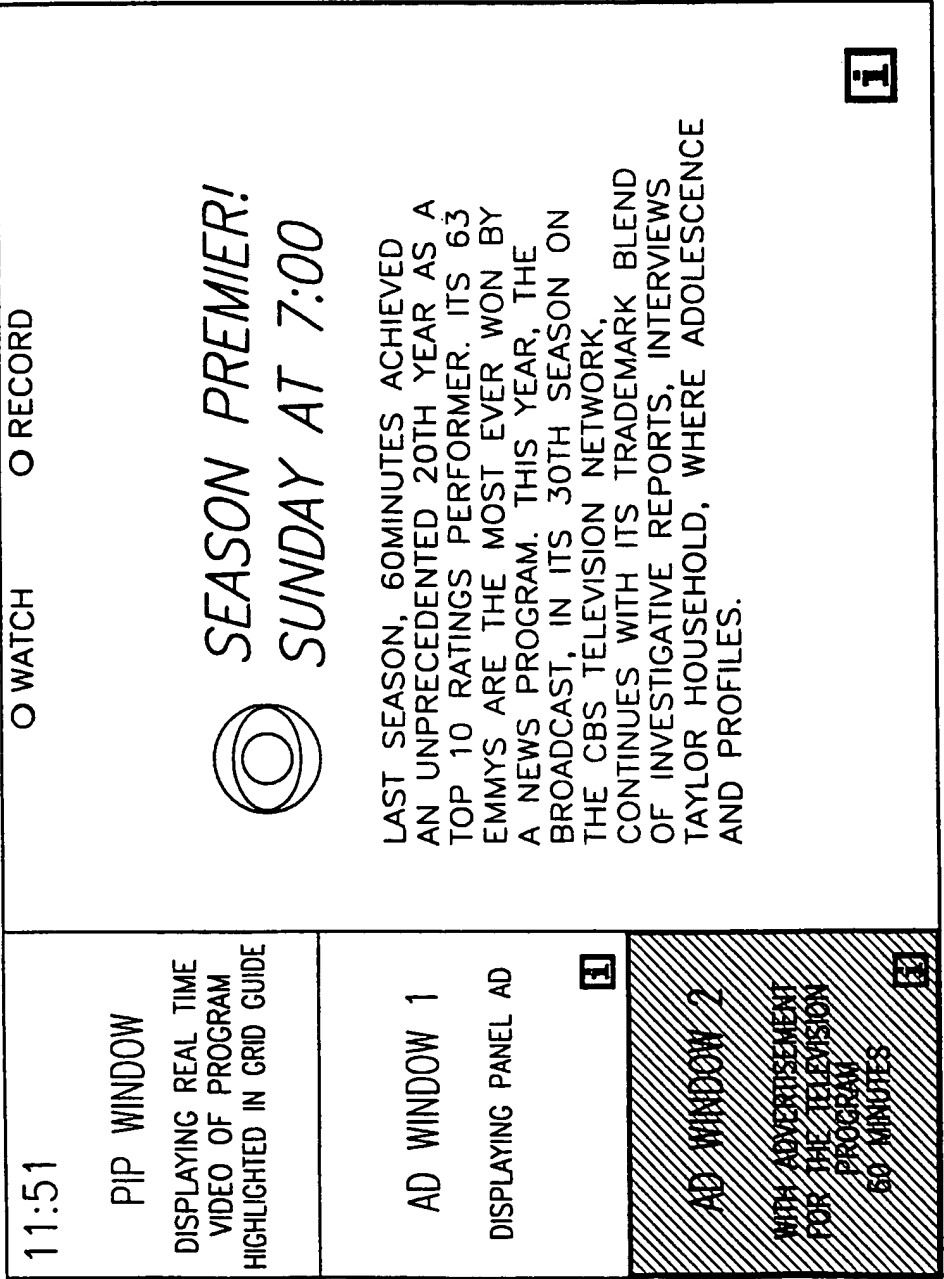 11:51
O WATCH
O RECORD
PIP WINDOW
DISPLAYING REAL TIME
VIDEO OF PROGRAM
HIGHLIGHTED IN GRID GUIDE
AD WINDOW 1
DISPLAYING PANEL AD
i
AD WINDOW 2
WITH ADVERTISEMENT
FOR THE TELEVISION
PROGRAM
60 MINUTES
i
SEASON PREMIER!
SUNDAY AT 7:00
LAST SEASON, 60MINUTES ACHIEVED
AN UNPRECEDENTED 20TH YEAR AS A
TOP 10 RATINGS PERFORMER. ITS 63
EMMYS ARE THE MOST EVER WON BY
A NEWS PROGRAM. THIS YEAR, THE
BROADCAST, IN ITS 30TH SEASON ON
THE CBS TELEVISION NETWORK,
CONTINUES WITH ITS TRADEMARK BLEND
OF INVESTIGATIVE REPORTS, INTERVIEWS
TAYLOR HOUSEHOLD, WHERE ADOLESCENCE
AND PROFILES.
i